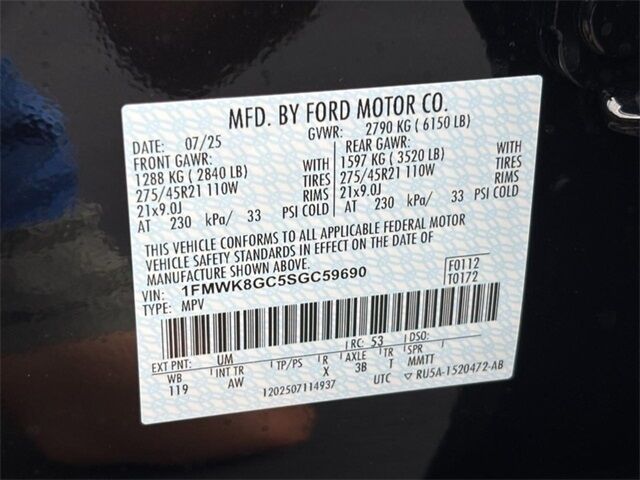 MFD. BY FORD MOTOR CO.
DATE: 07/25 GVWR: 2790 KG ( 6150 LB)
FRONT GAWR: REAR GAWR:
1288 KG ( 2840 LB) WITH 1597 KG ( 3520 LB) WITH
275/45R21 110W TIRES 275/45R21 110W TIRES
21x9.0J RIMS 21x9.0J RIMS
AT 230 kPa/ 33 PSI COLD AT 230 kPa/ 33 PSI COLD
THIS VEHICLE CONFORMS TO ALL APPLICABLE FEDERAL MOTOR
VEHICLE SAFETY STANDARDS IN EFFECT ON THE DATE OF
MANUFACTURE SHOWN ABOVE.
VIN: 1FMWK8GC5SGC59690 F0112
TYPE: MPV T0172
EXT PNT: UM RC: 53 DSO:
WB INT TR TP/PS R AXLE TR SPR
119 AW X 3B T MMTT
1202507114937 UTC ▽ RU5A-1520472-AB